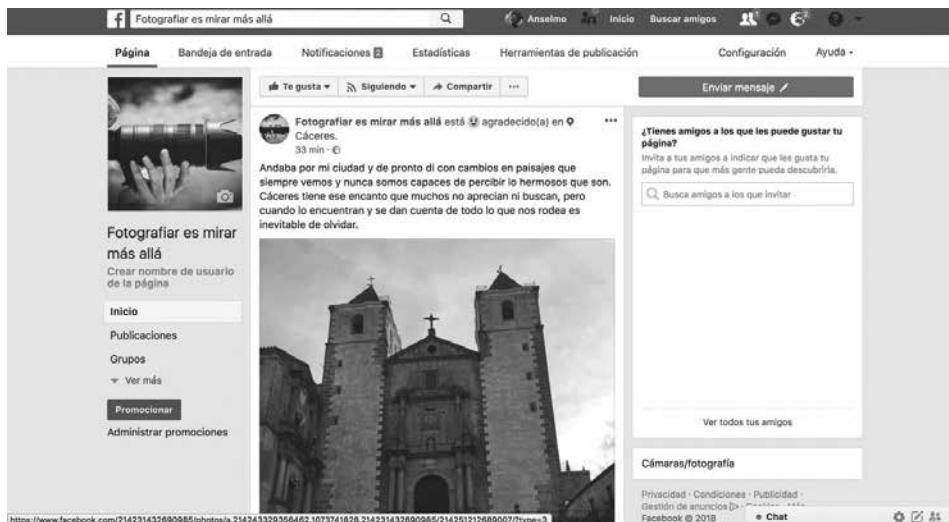 Fotografiar es mirar más allá
Anselmo
Inicio
Buscar amigos
Página
Bandeja de entrada
Notificaciones 2
Estadísticas
Herramientas de publicación
Configuración
Ayuda
Te gusta
Siguiendo
Compartir
Enviar mensaje
Fotografiar es mirar más allá está agradecido(a) en
Cáceres.
33 min ·
Andaba por mi ciudad y de pronto di con cambios en paisajes que
siempre vemos y nunca somos capaces de percibir lo hermosos que son.
Cáceres tiene ese encanto que muchos no aprecian ni buscan, pero
cuando lo encuentran y se dan cuenta de todo lo que nos rodea es
inevitable de olvidar.
Fotografiar es mirar
más allá
Crear nombre de usuario
de la página
Inicio
Publicaciones
Grupos
Ver más
Promocionar
Administrar promociones
¿Tienes amigos a los que les puede gustar tu
página?
Invita a tus amigos a indicar que les gusta tu
página para que más gente pueda descubrirla.
Busca amigos a los que invitar
Ver todos tus amigos
Cámaras/fotografía
Privacidad · Condiciones · Publicidad ·
Gestión de anuncios
Facebook © 2018
Chat